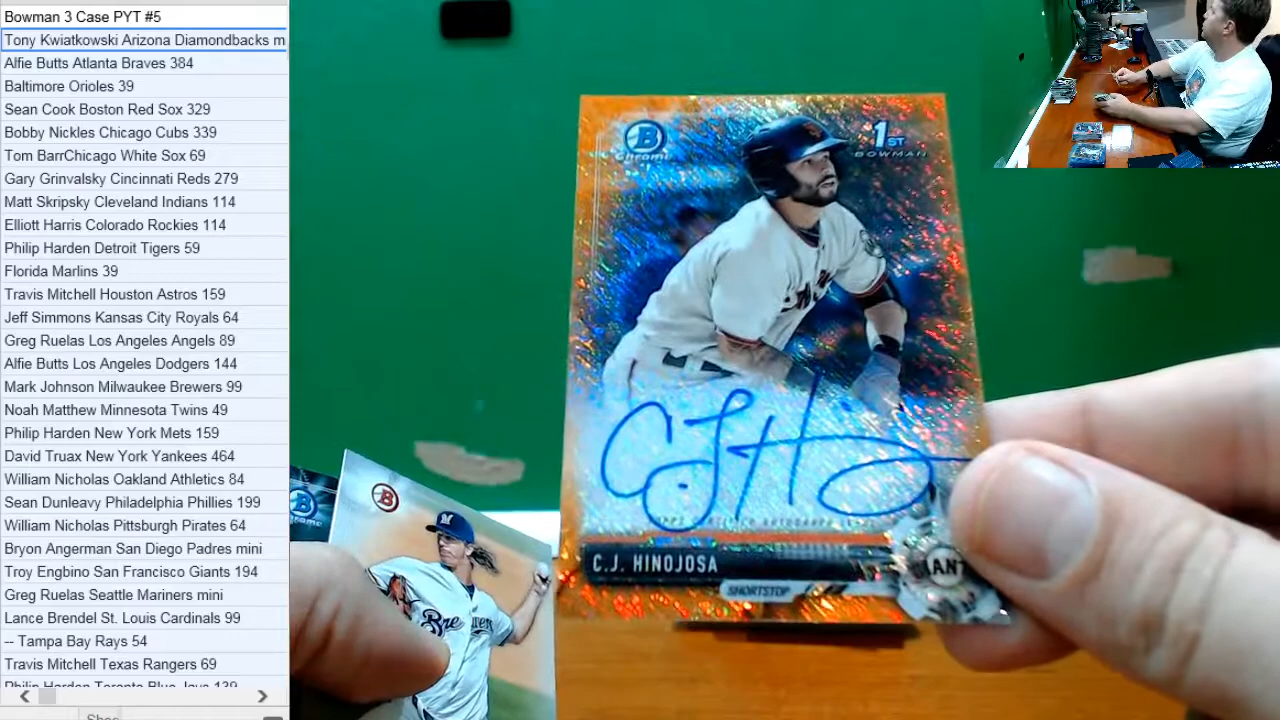 Bowman 3 Case PYT #5
Tony Kwiatkowski Arizona Diamondbacks m
Alfie Butts Atlanta Braves 384
Baltimore Orioles 39
Sean Cook Boston Red Sox 329
Bobby Nickles Chicago Cubs 339
Tom BarrChicago White Sox 69
Gary Grinvalsky Cincinnati Reds 279
Matt Skripsky Cleveland Indians 114
Elliott Harris Colorado Rockies 114
Philip Harden Detroit Tigers 59
Florida Marlins 39
Travis Mitchell Houston Astros 159
Jeff Simmons Kansas City Royals 64
Greg Ruelas Los Angeles Angels 89
Alfie Butts Los Angeles Dodgers 144
Mark Johnson Milwaukee Brewers 99
Noah Matthew Minnesota Twins 49
Philip Harden New York Mets 159
David Truax New York Yankees 464
William Nicholas Oakland Athletics 84
Sean Dunleavy Philadelphia Phillies 199
William Nicholas Pittsburgh Pirates 64
Bryon Angerman San Diego Padres mini
Troy Engbino San Francisco Giants 194
Greg Ruelas Seattle Mariners mini
Lance Brendel St. Louis Cardinals 99
-- Tampa Bay Rays 54
Travis Mitchell Texas Rangers 69
Philip Harden Toronto Blue Jays 139
B
Chrome
1ST
BOWMAN
CJ H
C.J. HINOJOSA
SHORTSTOP
ANT
B
Chrome
B
Brewers